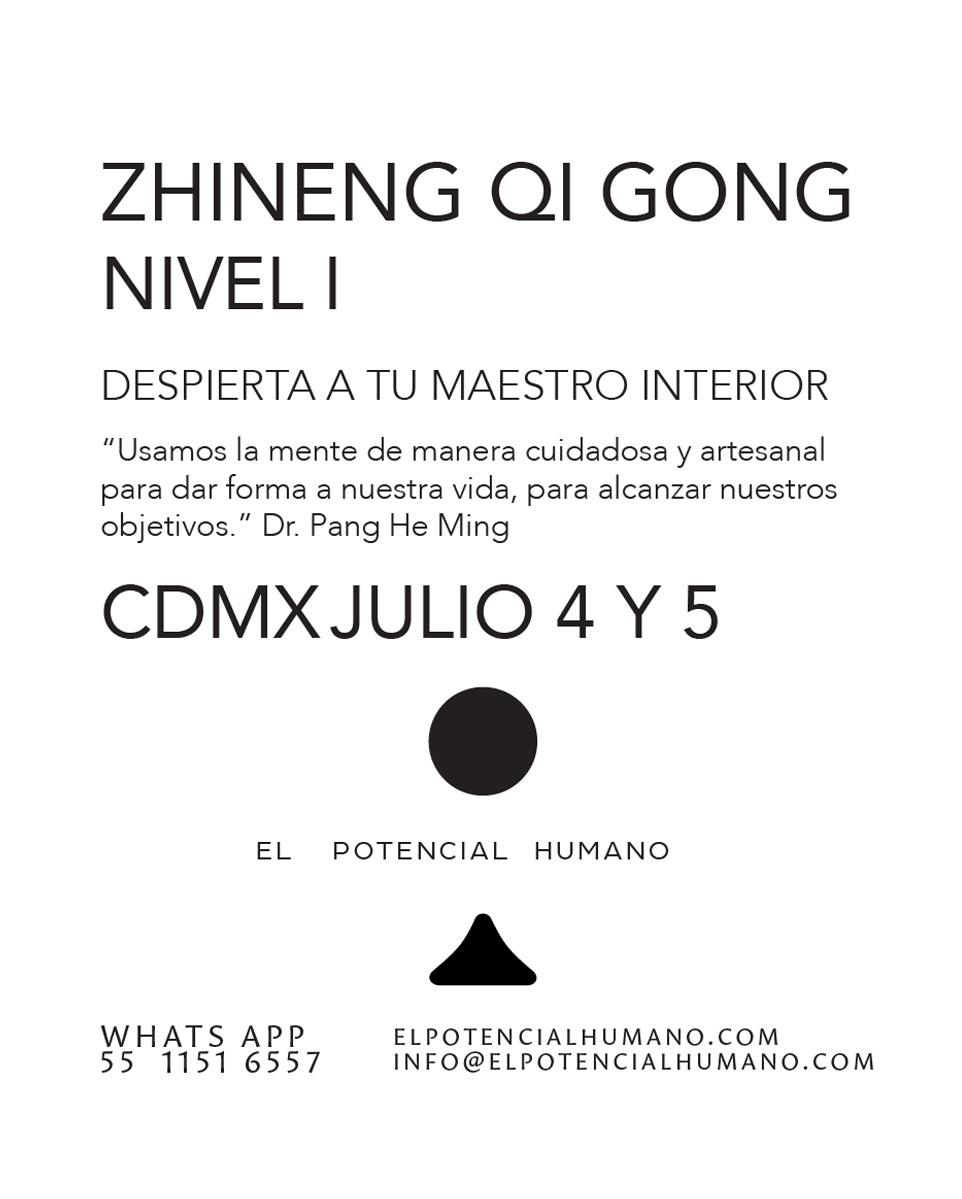 ZHINENG QI GONG
NIVEL I
DESPIERTA A TU MAESTRO INTERIOR
“Usamos la mente de manera cuidadosa y artesanal
para dar forma a nuestra vida, para alcanzar nuestros
objetivos.” Dr. Pang He Ming
CDMX JULIO 4 Y 5
EL POTENCIAL HUMANO
WHATS APP
55 1151 6557
ELPOTENCIALHUMANO.COM
INFO@ELPOTENCIALHUMANO.COM